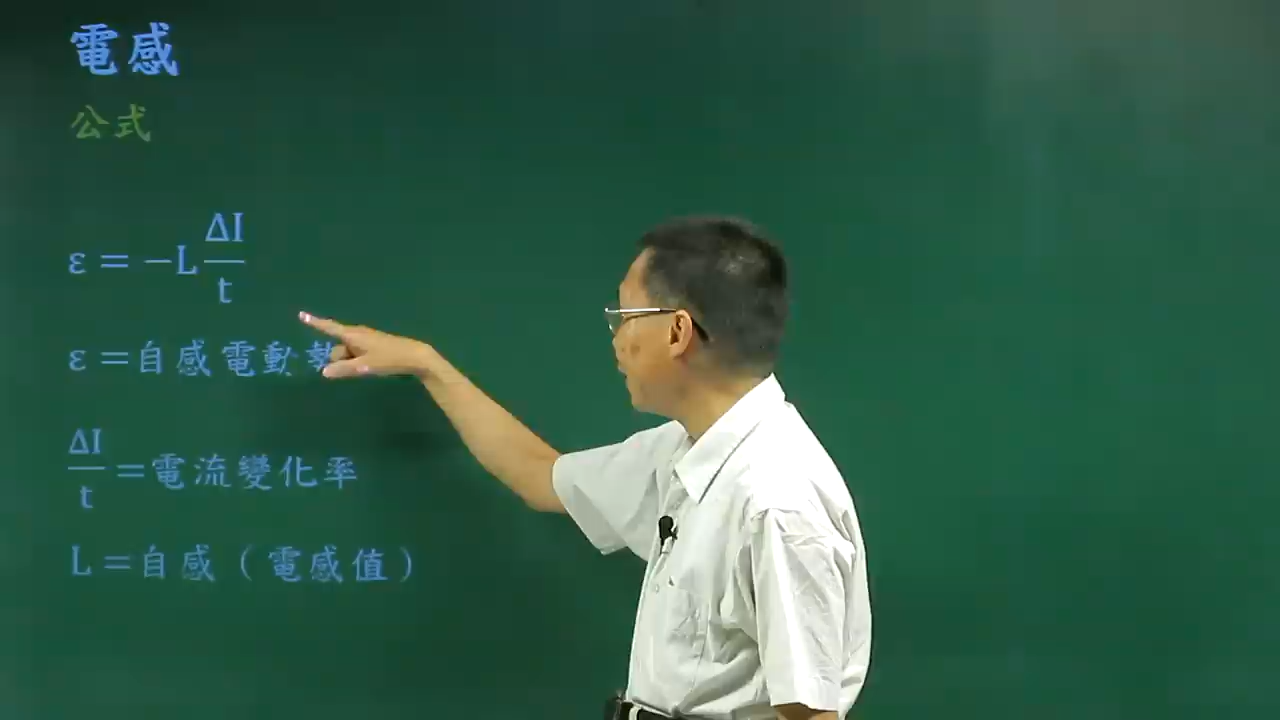 電感
公式
ε = −L ΔI/t
ε =自感電動
ΔI/t =電流變化率
L =自感（電感值）